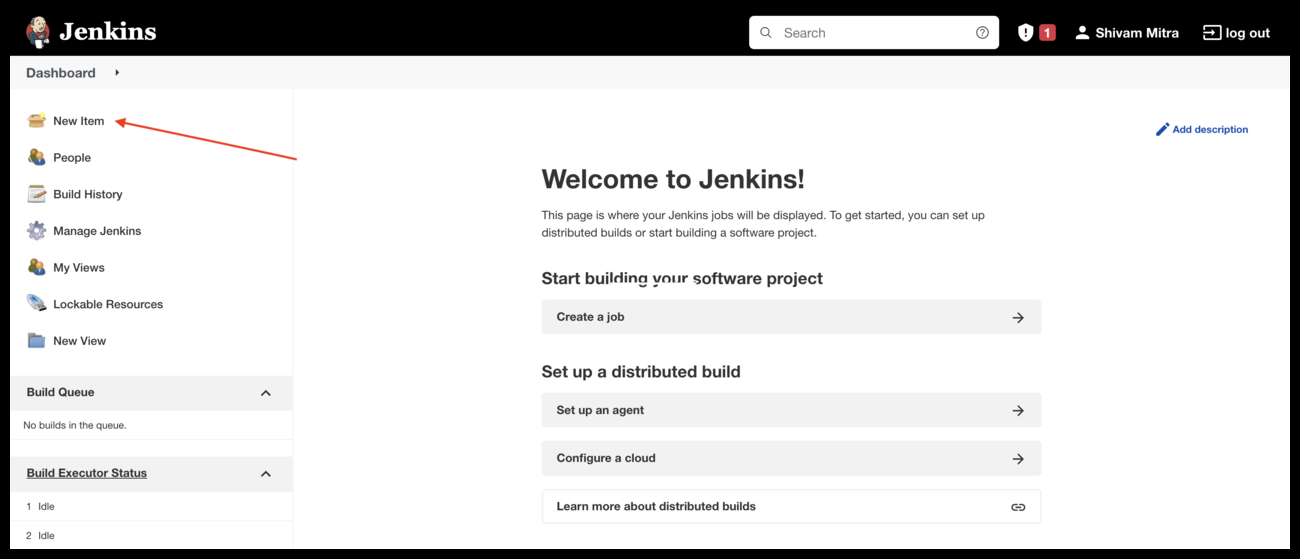 Jenkins
Search
1
Shivam Mitra
log out
Dashboard
New Item
People
Build History
Manage Jenkins
My Views
Lockable Resources
New View
Build Queue
No builds in the queue.
Build Executor Status
1 Idle
2 Idle
Add description
Welcome to Jenkins!
This page is where your Jenkins jobs will be displayed. To get started, you can set up
distributed builds or start building a software project.
Start building your software project
Create a job
Set up a distributed build
Set up an agent
Configure a cloud
Learn more about distributed builds